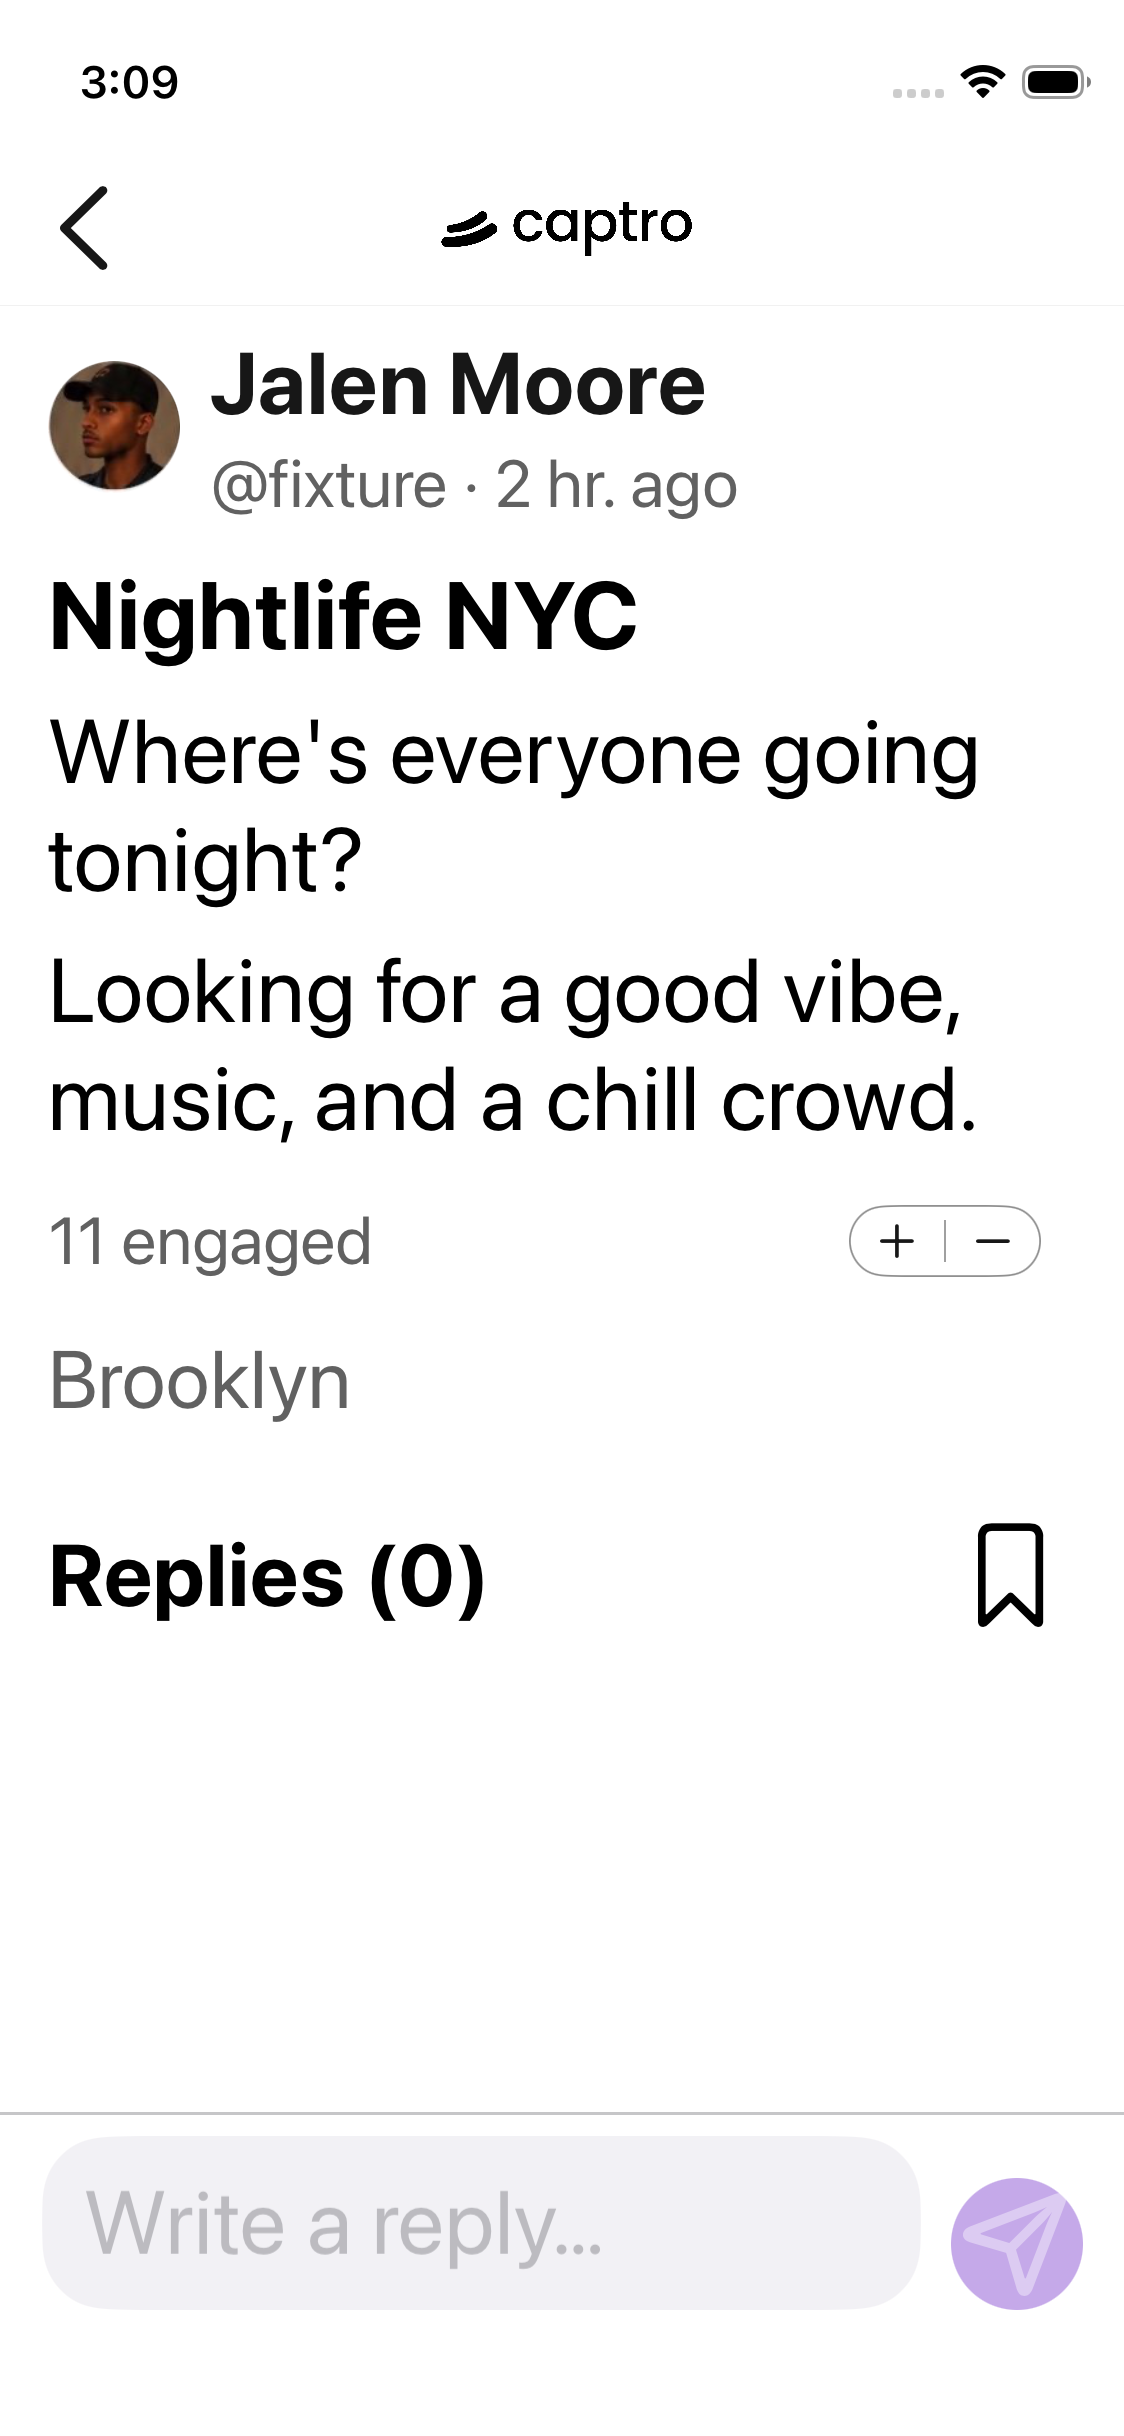 3:09
captro
Jalen Moore
@fixture · 2 hr. ago
Nightlife NYC
Where's everyone going
tonight?
Looking for a good vibe,
music, and a chill crowd.
11 engaged
+ | −
Brooklyn
Replies (0)
Write a reply...